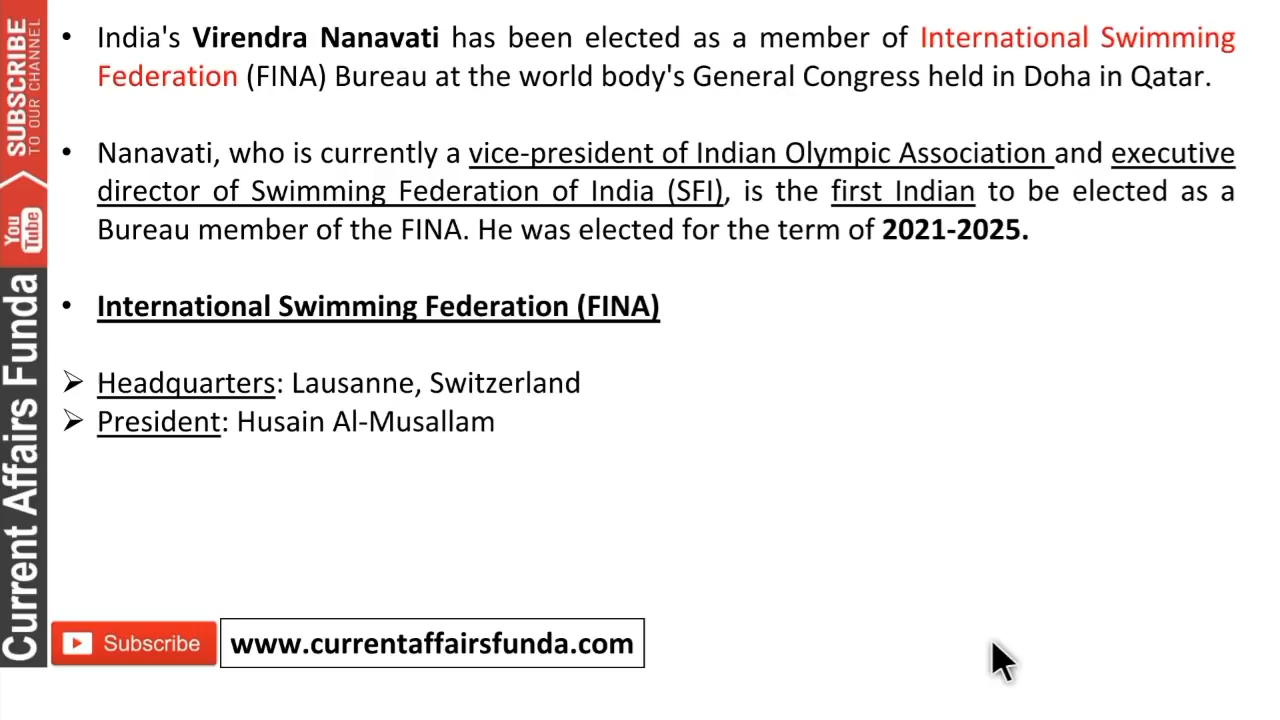 • India's Virendra Nanavati has been elected as a member of International Swimming
Federation (FINA) Bureau at the world body's General Congress held in Doha in Qatar.
• Nanavati, who is currently a vice-president of Indian Olympic Association and executive
director of Swimming Federation of India (SFI), is the first Indian to be elected as a
Bureau member of the FINA. He was elected for the term of 2021-2025.
• International Swimming Federation (FINA)
➢ Headquarters: Lausanne, Switzerland
➢ President: Husain Al-Musallam
SUBSCRIBE
TO OUR CHANNEL
You
Tube
Current Affairs Funda
Subscribe
www.currentaffairsfunda.com